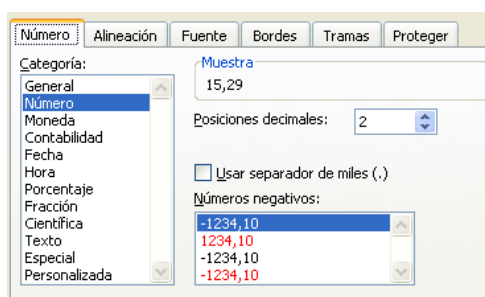 Número Alineación Fuente Bordes Tramas Proteger
Categoría:
General
Número
Moneda
Contabilidad
Fecha
Hora
Porcentaje
Fracción
Científica
Texto
Especial
Personalizada
Muestra
15,29
Posiciones decimales: 2
Usar separador de miles (.)
Números negativos:
-1234,10
1234,10
-1234,10
-1234,10